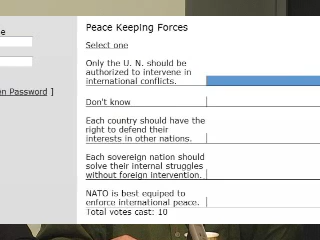 e
en Password ]
Peace Keeping Forces
Select one
Only the U. N. should be
authorized to intervene in
international conflicts.
Don't know
Each country should have the
right to defend their
interests in other nations.
Each sovereign nation should
solve their internal struggles
without foreign intervention.
NATO is best equiped to
enforce international peace.
Total votes cast: 10